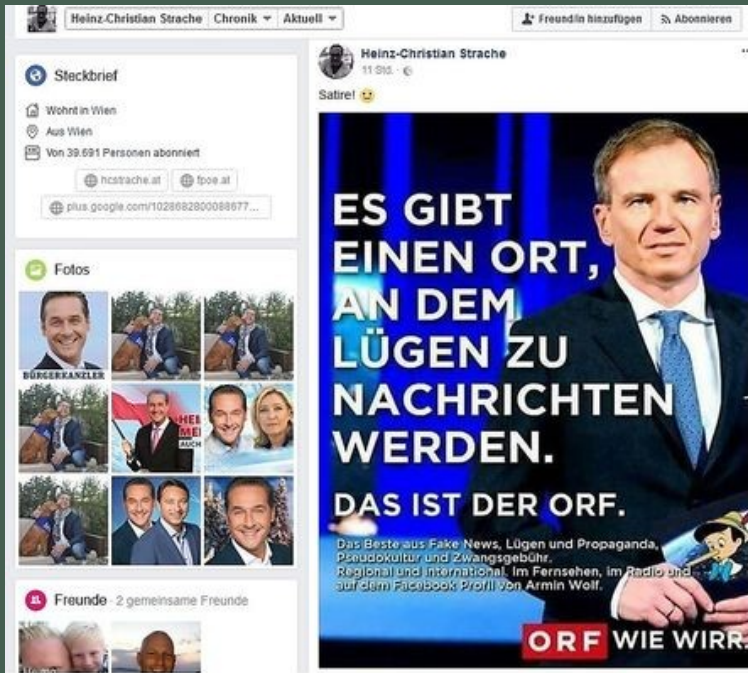 Heinz-Christian Strache Chronik Aktuell
Freund/in hinzufügen Abonnieren
Steckbrief
Wohnt in Wien
Aus Wien
Von 39.691 Personen abonniert
hcstrache.at fpoe.at
plus.google.com/1028682800088677...
Fotos
BÜRGERKANZLER
Freunde · 2 gemeinsame Freunde
Heinz-Christian Strache
11 Std.
Satire!
ES GIBT
EINEN ORT,
AN DEM
LÜGEN ZU
NACHRICHTEN
WERDEN.
DAS IST DER ORF.
Das Beste aus Fake News, Lügen und Propaganda,
Pseudokultur und Zwangsgebühr.
Regional und international. Im Fernsehen, im Radio und
auf dem Facebook Profil von Armin Wolf.
ORF WIE WIRR.